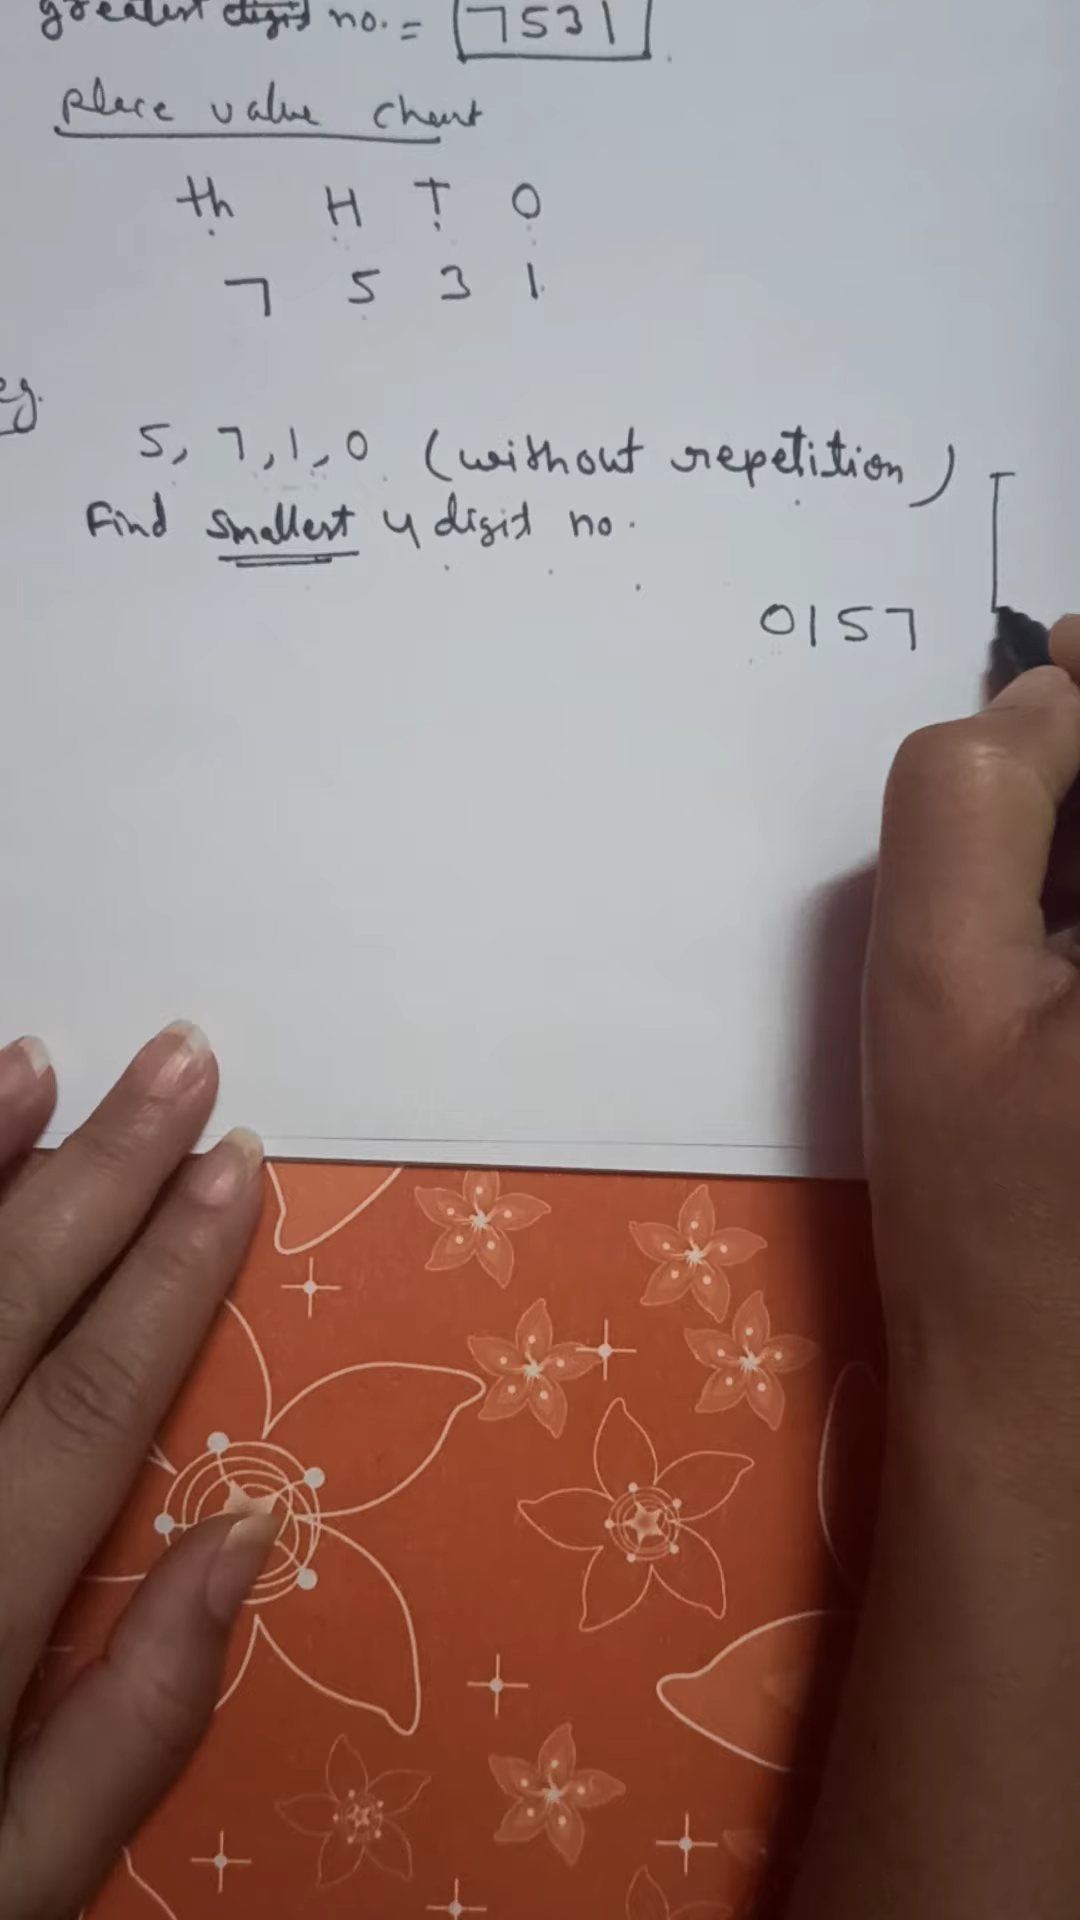 greatest digit no. = 7531
place value chart
th H T O
7 5 3 1
eg.
5, 7, 1, 0 (without repetition)
Find smallest 4 digit no.
0157